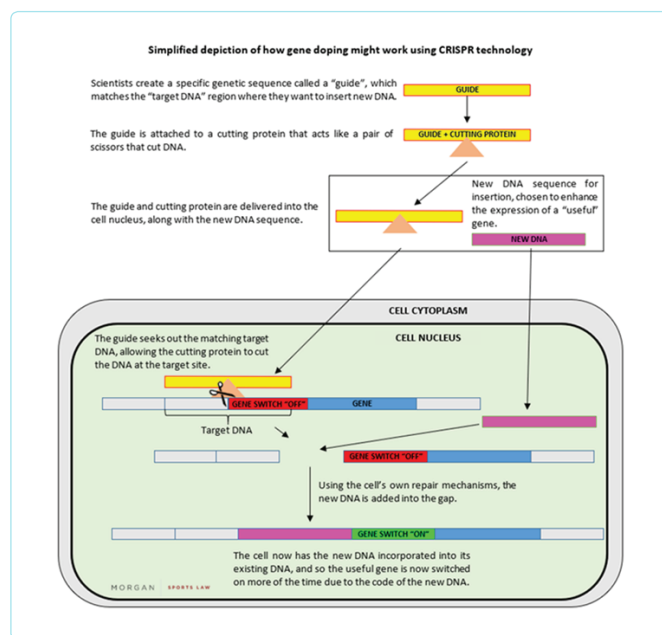 Simplified depiction of how gene doping might work using CRISPR technology
Scientists create a specific genetic sequence called a “guide”, which
matches the “target DNA” region where they want to insert new DNA.
GUIDE
The guide is attached to a cutting protein that acts like a pair of
scissors that cut DNA.
GUIDE + CUTTING PROTEIN
The guide and cutting protein are delivered into the
cell nucleus, along with the new DNA sequence.
New DNA sequence for
insertion, chosen to enhance
the expression of a “useful”
gene.
NEW DNA
CELL CYTOPLASM
CELL NUCLEUS
The guide seeks out the matching target
DNA, allowing the cutting protein to cut
the DNA at the target site.
GENE SWITCH “OFF”
GENE
Target DNA
GENE SWITCH “OFF”
Using the cell’s own repair mechanisms, the
new DNA is added into the gap.
GENE SWITCH “ON”
The cell now has the new DNA incorporated into its
existing DNA, and so the useful gene is now switched
on more of the time due to the code of the new DNA.
MORGAN | SPORTS LAW